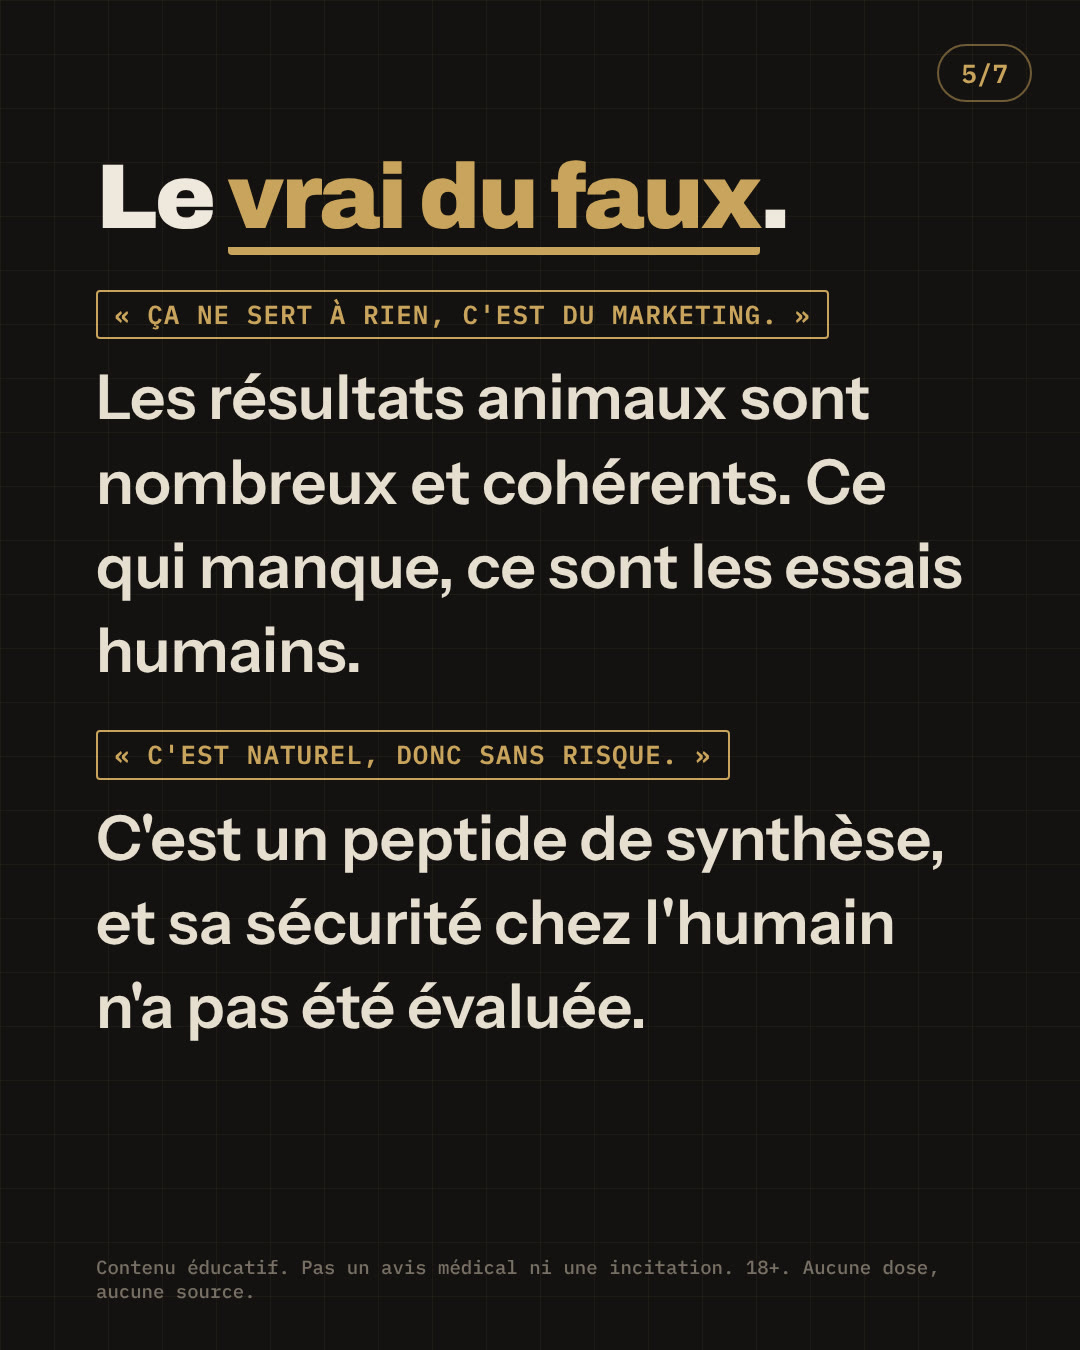 5/7
Le vrai du faux.
« ÇA NE SERT À RIEN, C'EST DU MARKETING. »
Les résultats animaux sont
nombreux et cohérents. Ce
qui manque, ce sont les essais
humains.
« C'EST NATUREL, DONC SANS RISQUE. »
C'est un peptide de synthèse,
et sa sécurité chez l'humain
n'a pas été évaluée.
Contenu éducatif. Pas un avis médical ni une incitation. 18+. Aucune dose,
aucune source.